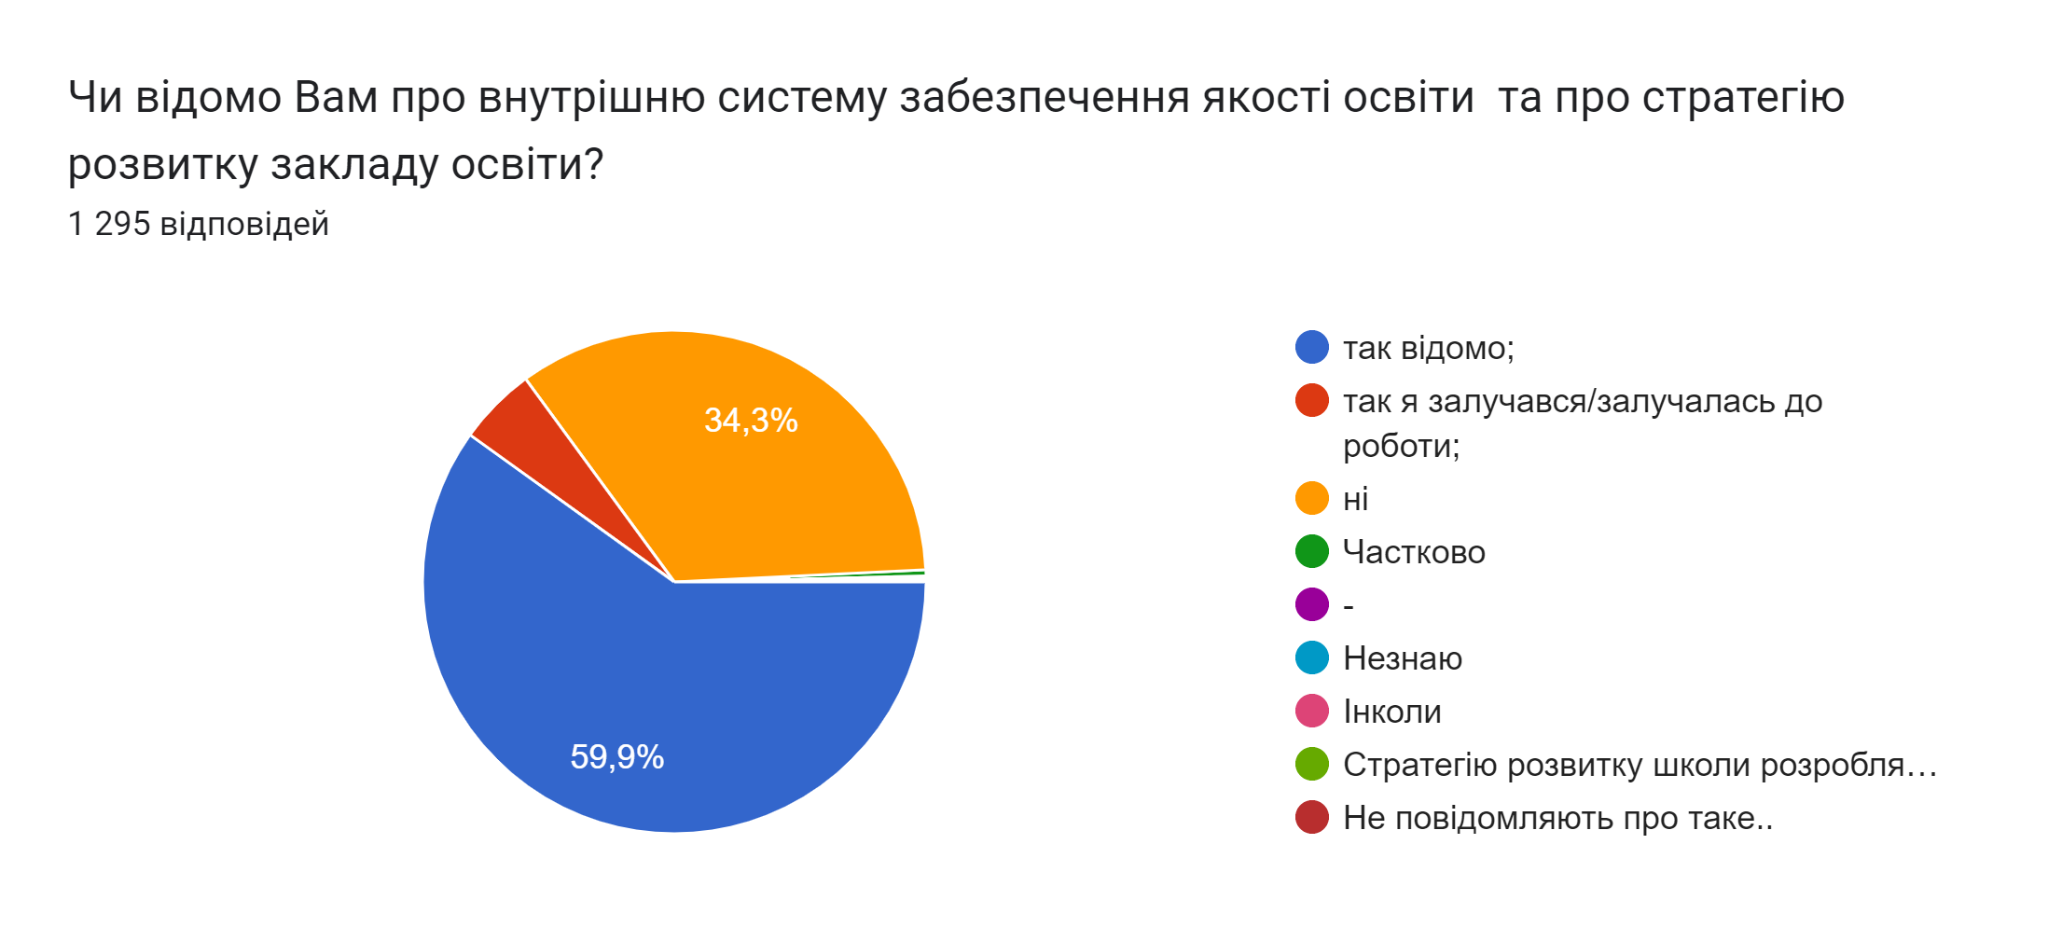 Чи відомо Вам про внутрішню систему забезпечення якості освіти  та про стратегію
розвитку закладу освіти?
1 295 відповідей
34,3%
59,9%
так відомо;
так я залучався/залучалась до
роботи;
ні
Частково
-
Незнаю
Інколи
Стратегію розвитку школи розробля…
Не повідомляють про таке..